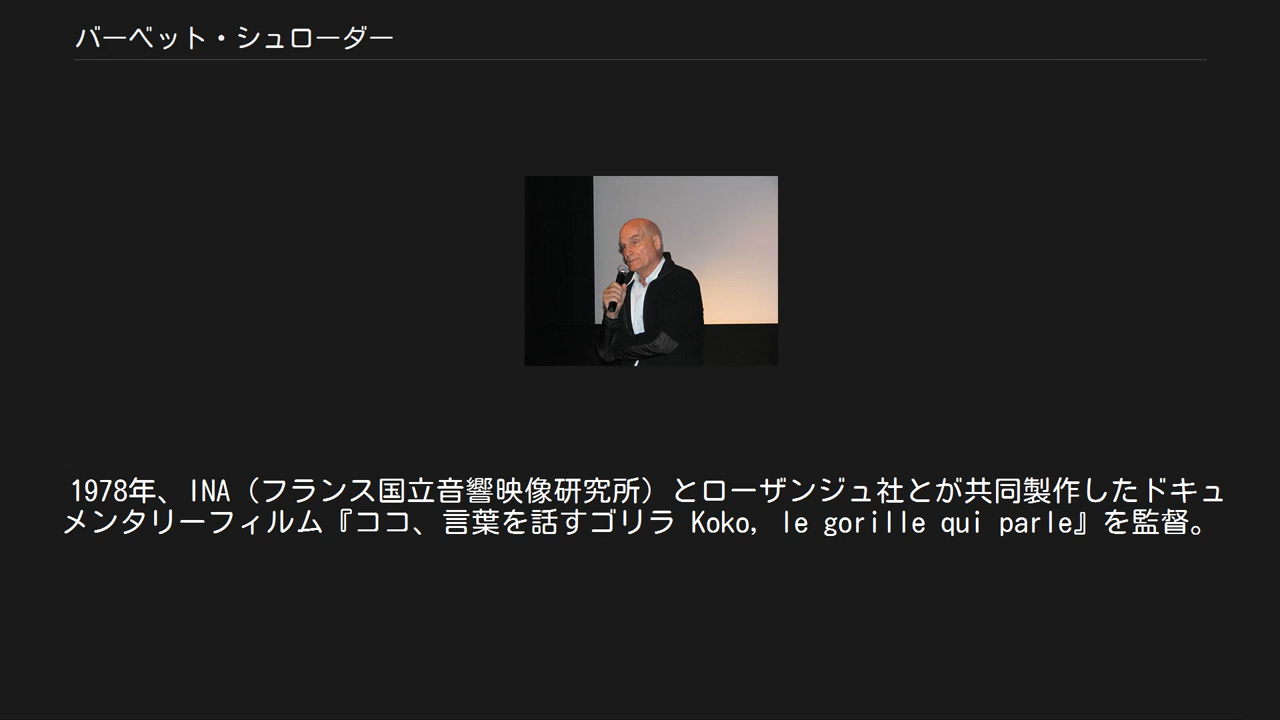 バーベット・シュローダー
1978年、INA（フランス国立音響映像研究所）とローザンジュ社とが共同製作したドキュ
メンタリーフィルム『ココ、言葉を話すゴリラ Koko, le gorille qui parle』を監督。